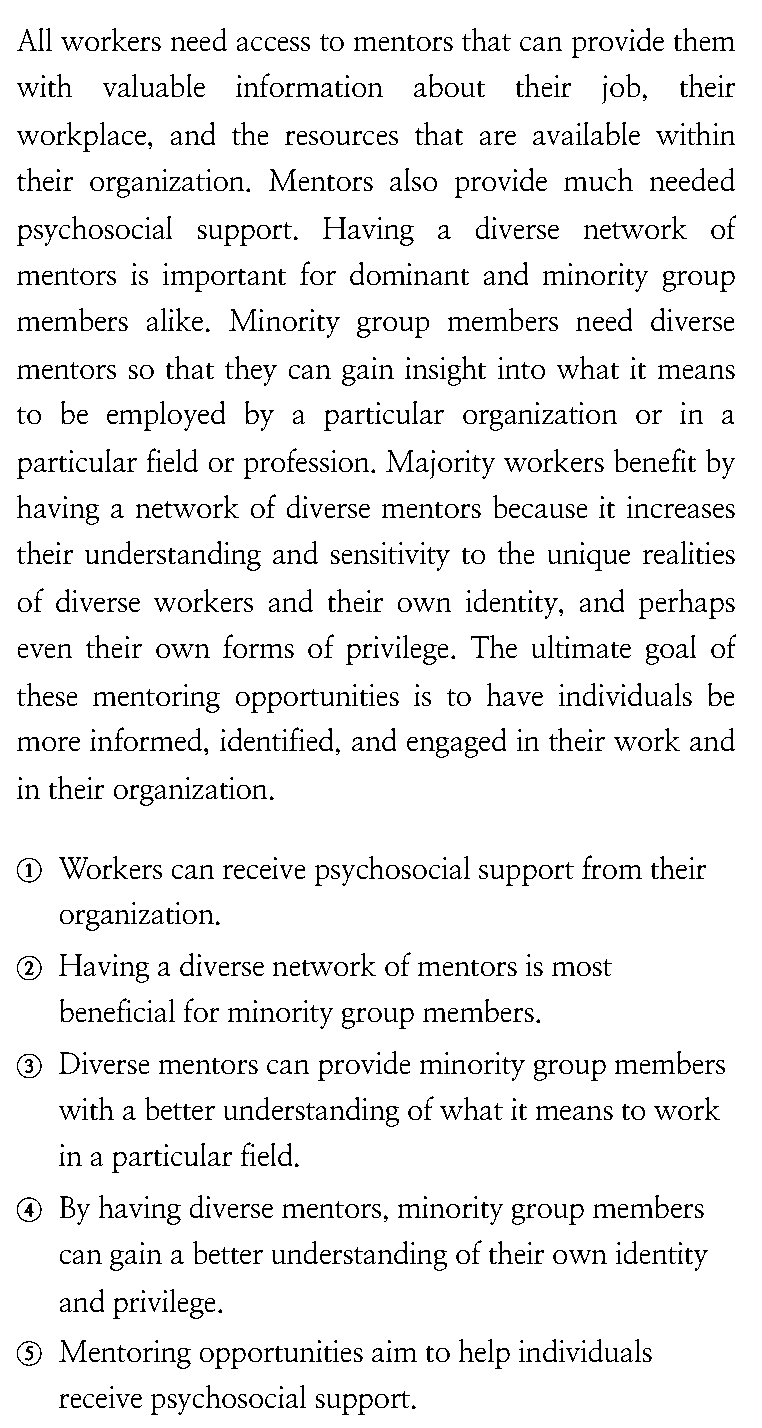 All workers need access to mentors that can provide them
with valuable information about their job, their
workplace, and the resources that are available within
their organization. Mentors also provide much needed
psychosocial support. Having a diverse network of
mentors is important for dominant and minority group
members alike. Minority group members need diverse
mentors so that they can gain insight into what it means
to be employed by a particular organization or in a
particular field or profession. Majority workers benefit by
having a network of diverse mentors because it increases
their understanding and sensitivity to the unique realities
of diverse workers and their own identity, and perhaps
even their own forms of privilege. The ultimate goal of
these mentoring opportunities is to have individuals be
more informed, identified, and engaged in their work and
in their organization.
① Workers can receive psychosocial support from their
organization.
② Having a diverse network of mentors is most
beneficial for minority group members.
③ Diverse mentors can provide minority group members
with a better understanding of what it means to work
in a particular field.
④ By having diverse mentors, minority group members
can gain a better understanding of their own identity
and privilege.
⑤ Mentoring opportunities aim to help individuals
receive psychosocial support.